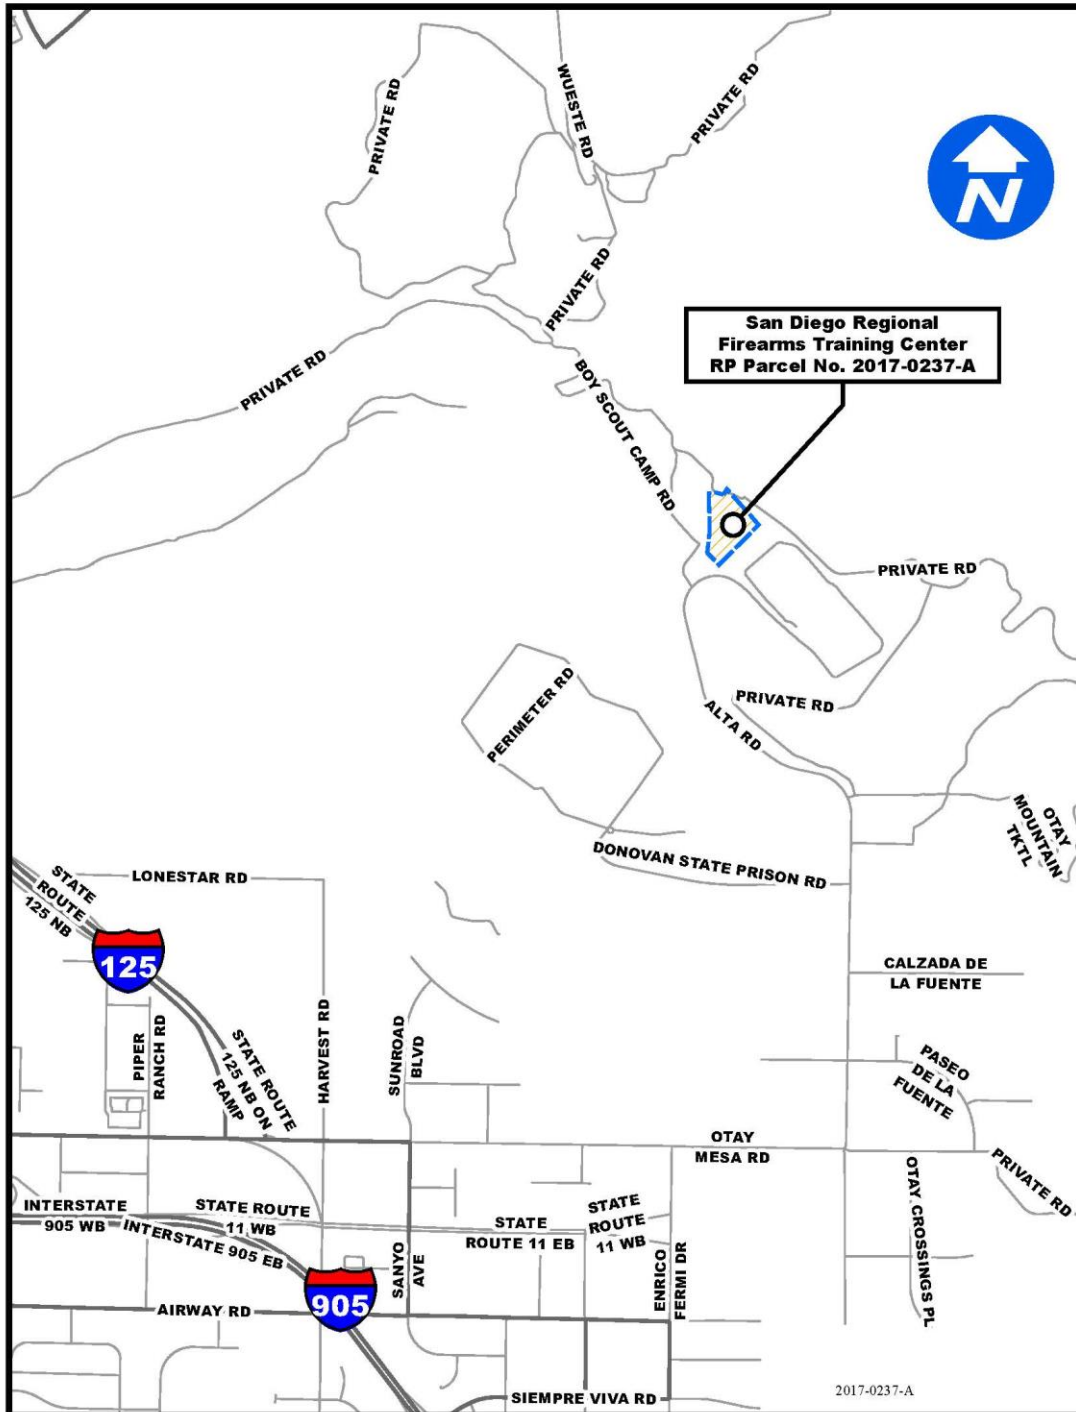 PRIVATE RD
WUESTE RD
PRIVATE RD
N
PRIVATE RD
San Diego Regional
Firearms Training Center
RP Parcel No. 2017-0237-A
PRIVATE RD
BOY SCOUT CAMP RD
PRIVATE RD
PERIMETER RD
PRIVATE RD
ALTA RD
OTAY
MOUNTAIN
TKTL
DONOVAN STATE PRISON RD
STATE
ROUTE
125 NB
LONESTAR RD
125
CALZADA DE
LA FUENTE
PIPER
RANCH RD
STATE ROUTE
125 NB ON
RAMP
HARVEST RD
SUNROAD
BLVD
PASEO
DE LA
FUENTE
OTAY
MESA RD
PRIVATE RD
OTAY CROSSINGS PL
INTERSTATE
905 WB
STATE ROUTE
11 WB
INTERSTATE 905 EB
STATE
ROUTE 11 EB
STATE
ROUTE
11 WB
SANYO
AVE
ENRICO
FERMI DR
905
AIRWAY RD
SIEMPRE VIVA RD
2017-0237-A